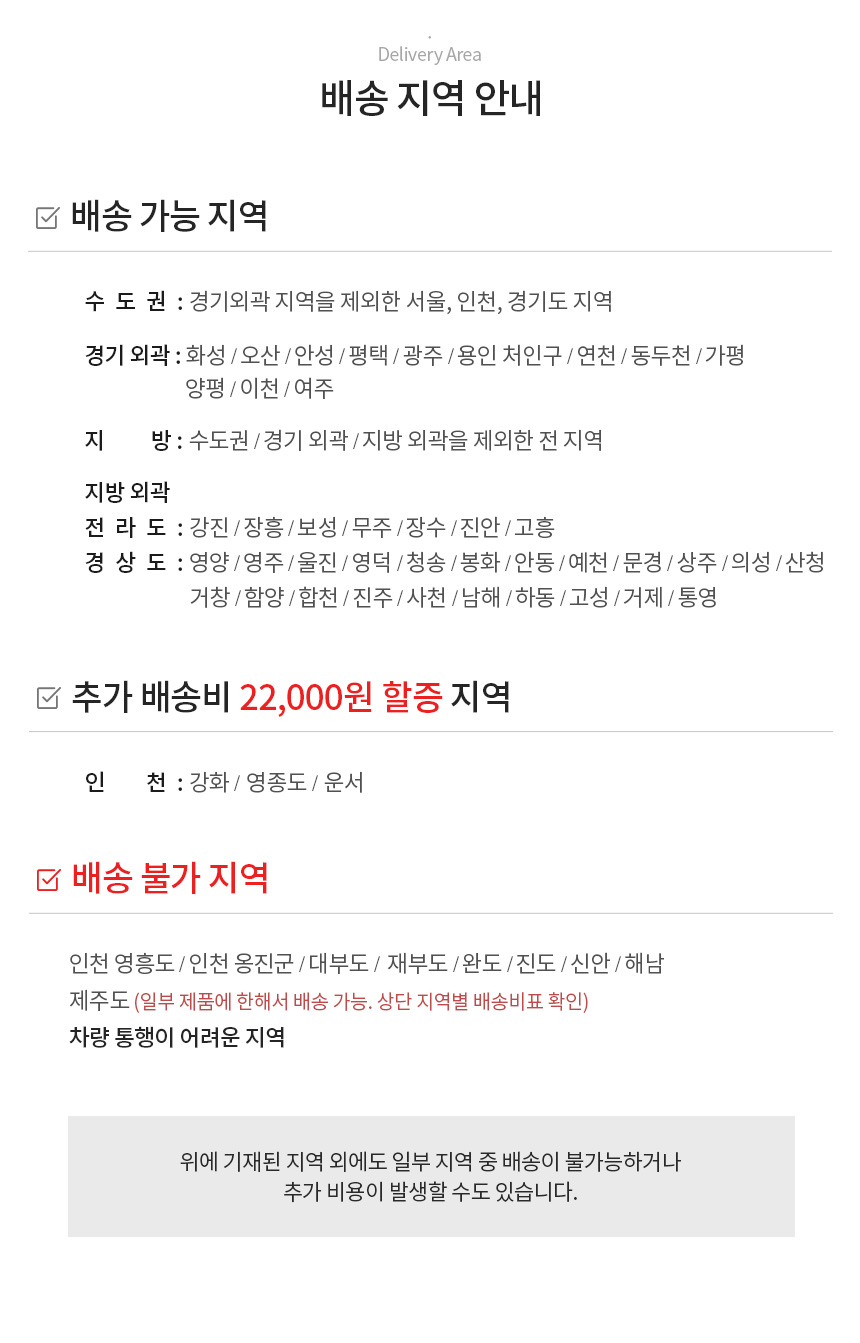 Delivery Area
배송 지역 안내
배송 가능 지역
수 도 권 : 경기외곽 지역을 제외한 서울, 인천, 경기도 지역
경기 외곽 : 화성 / 오산 / 안성 / 평택 / 광주 / 용인 처인구 / 연천 / 동두천 / 가평
양평 / 이천 / 여주
지 방 : 수도권 / 경기 외곽 / 지방 외곽을 제외한 전 지역
지방 외곽
전 라 도 : 강진 / 장흥 / 보성 / 무주 / 장수 / 진안 / 고흥
경 상 도 : 영양 / 영주 / 울진 / 영덕 / 청송 / 봉화 / 안동 / 예천 / 문경 / 상주 / 의성 / 산청
거창 / 함양 / 합천 / 진주 / 사천 / 남해 / 하동 / 고성 / 거제 / 통영
추가 배송비 22,000원 할증 지역
인 천 : 강화 / 영종도 / 운서
배송 불가 지역
인천 영흥도 / 인천 옹진군 / 대부도 / 재부도 / 완도 / 진도 / 신안 / 해남
제주도 (일부 제품에 한해서 배송 가능. 상단 지역별 배송비표 확인)
차량 통행이 어려운 지역
위에 기재된 지역 외에도 일부 지역 중 배송이 불가능하거나
추가 비용이 발생할 수도 있습니다.